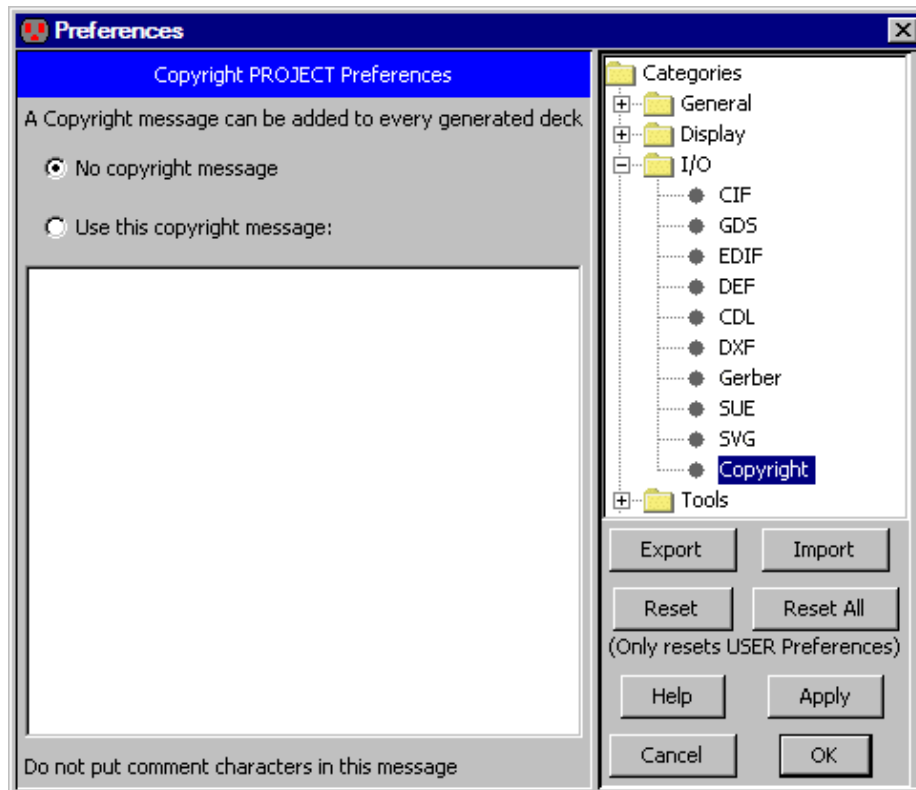 Preferences
Copyright PROJECT Preferences
A Copyright message can be added to every generated deck
No copyright message
Use this copyright message:
Do not put comment characters in this message
Categories
General
Display
I/O
CIF
GDS
EDIF
DEF
CDL
DXF
Gerber
SUE
SVG
Copyright
Tools
Export Import
Reset Reset All
(Only resets USER Preferences)
Help Apply
Cancel OK